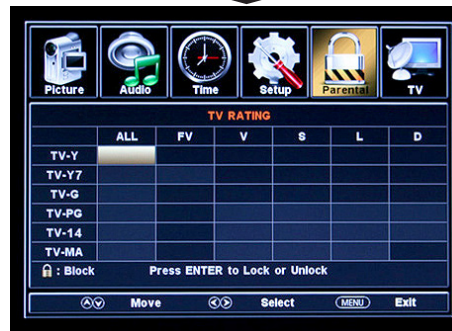 Picture Audio Time Setup Parental TV
TV RATING
ALL FV V S L D
TV-Y
TV-Y7
TV-G
TV-PG
TV-14
TV-MA
: Block Press ENTER to Lock or Unlock
Move Select MENU Exit